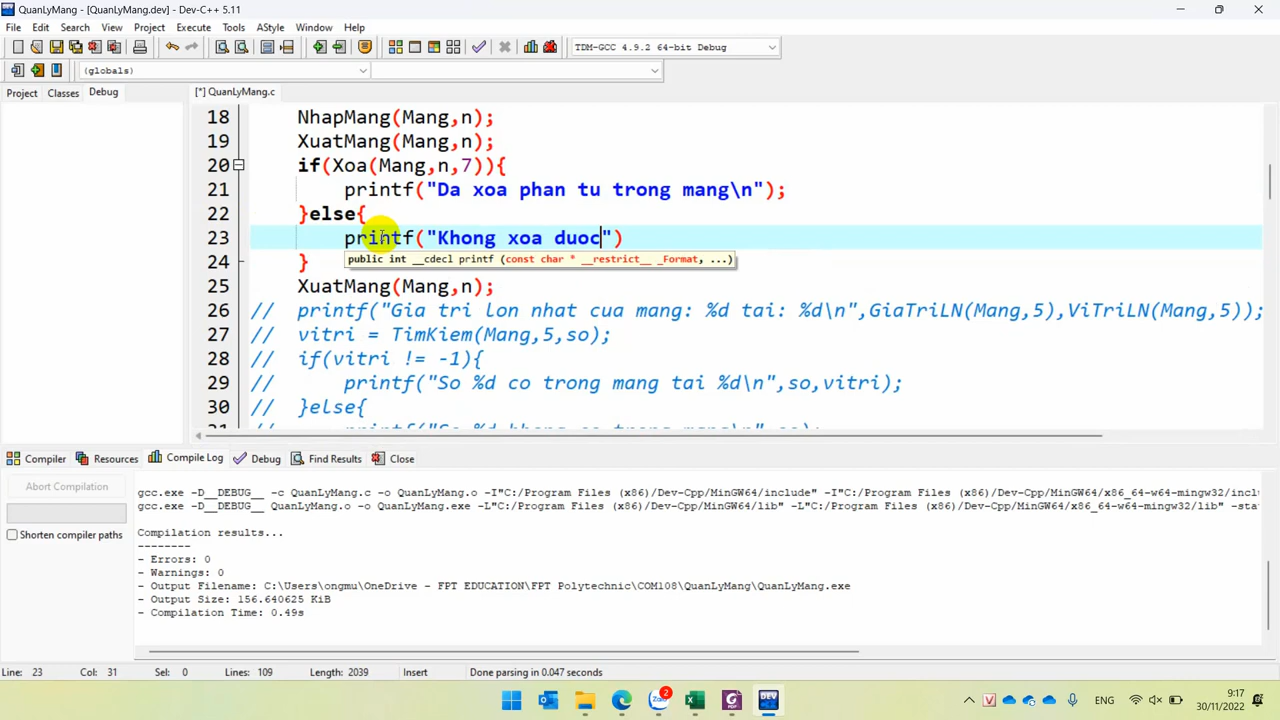 QuanLyMang - [QuanLyMang.dev] - Dev-C++ 5.11
File Edit Search View Project Execute Tools AStyle Window Help
TDM-GCC 4.9.2 64-bit Debug
(globals)
Project Classes Debug [*] QuanLyMang.c
18 NhapMang(Mang,n);
19 XuatMang(Mang,n);
20 if(Xoa(Mang,n,7)){
21 printf("Da xoa phan tu trong mang\n");
22 }else{
23 printf("Khong xoa duoc")
public int __cdecl printf (const char * __restrict__ _Format, ...)
24 }
25 XuatMang(Mang,n);
26 // printf("Gia tri lon nhat cua mang: %d tai: %d\n",GiaTriLN(Mang,5),ViTriLN(Mang,5));
27 // vitri = TimKiem(Mang,5,so);
28 // if(vitri != -1){
29 // printf("So %d co trong mang tai %d\n",so,vitri);
30 // }else{
Compiler Resources Compile Log Debug Find Results Close
Abort Compilation
Shorten compiler paths
gcc.exe -D__DEBUG__ -c QuanLyMang.c -o QuanLyMang.o -I"C:/Program Files (x86)/Dev-Cpp/MinGW64/include" -I"C:/Program Files (x86)/Dev-Cpp/MinGW64/x86_64-w64-mingw32/inclu
gcc.exe -D__DEBUG__ QuanLyMang.o -o QuanLyMang.exe -L"C:/Program Files (x86)/Dev-Cpp/MinGW64/lib" -L"C:/Program Files (x86)/Dev-Cpp/MinGW64/x86_64-w64-mingw32/lib" -sta
Compilation results...
--------
- Errors: 0
- Warnings: 0
- Output Filename: C:\Users\ongmu\OneDrive - FPT EDUCATION\FPT Polytechnic\COM108\QuanLyMang\QuanLyMang.exe
- Output Size: 156.640625 KiB
- Compilation Time: 0.49s
Line: 23 Col: 31 Sel: 0 Lines: 109 Length: 2039 Insert Done parsing in 0.047 seconds
ENG
9:17
30/11/2022